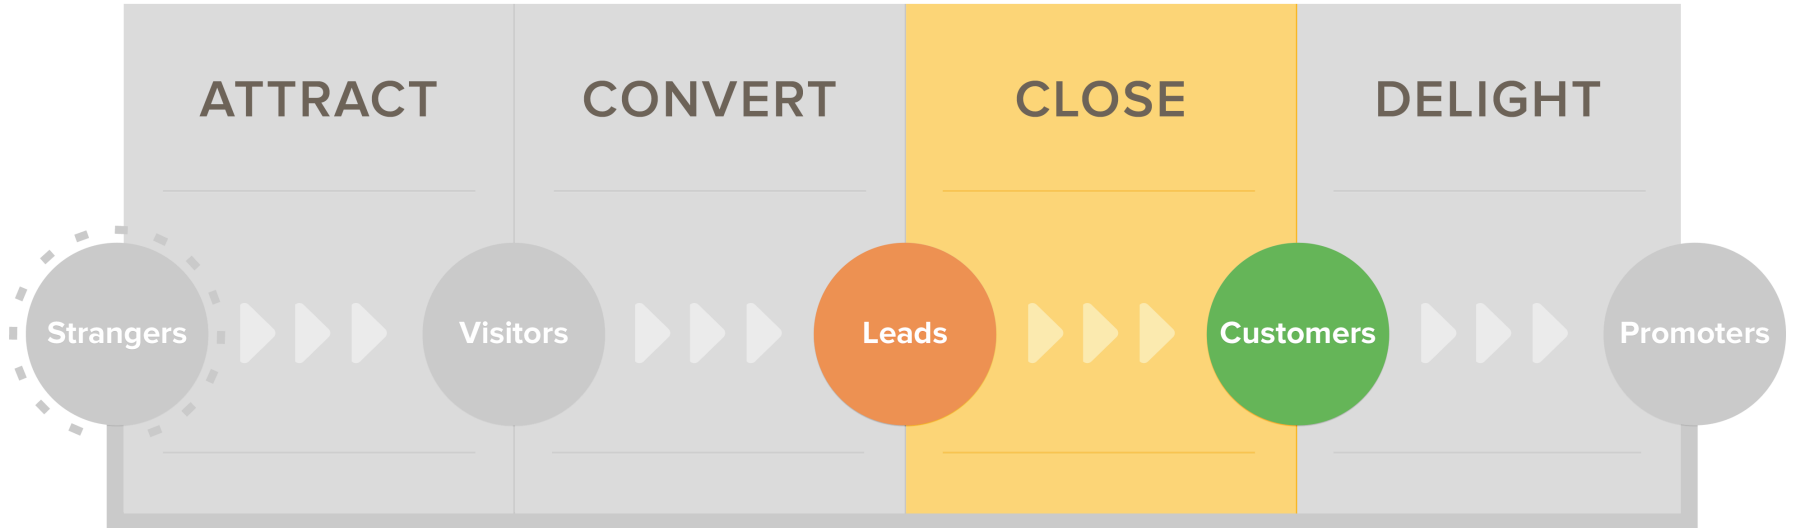 ATTRACT
CONVERT
CLOSE
DELIGHT
Strangers
Visitors
Leads
Customers
Promoters